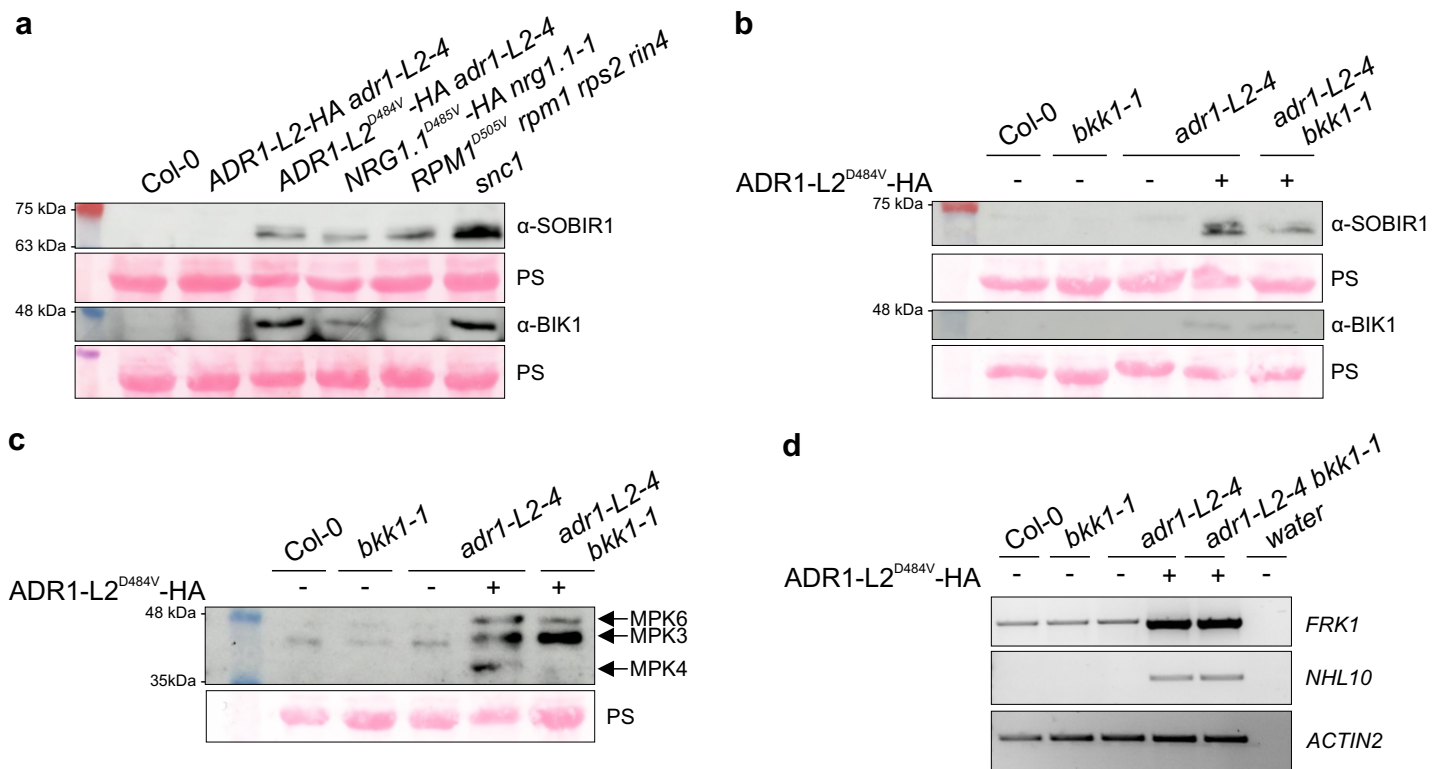 a
Col-0
ADR1-L2-HA adr1-L2-4
ADR1-L2D484V-HA adr1-L2-4
NRG1.1D485V-HA nrg1.1-1
RPM1D505V rpm1 rps2 rin4
snc1
75 kDa
α-SOBIR1
63 kDa
PS
48 kDa
α-BIK1
PS
b
Col-0
bkk1-1
adr1-L2-4
adr1-L2-4
bkk1-1
ADR1-L2D484V-HA - - - + +
75 kDa
α-SOBIR1
PS
48 kDa
α-BIK1
PS
c
Col-0
bkk1-1
adr1-L2-4
adr1-L2-4
bkk1-1
ADR1-L2D484V-HA - - - + +
48 kDa
MPK6
MPK3
MPK4
35kDa
PS
d
Col-0
bkk1-1
adr1-L2-4
adr1-L2-4 bkk1-1
water
ADR1-L2D484V-HA - - - + + -
FRK1
NHL10
ACTIN2